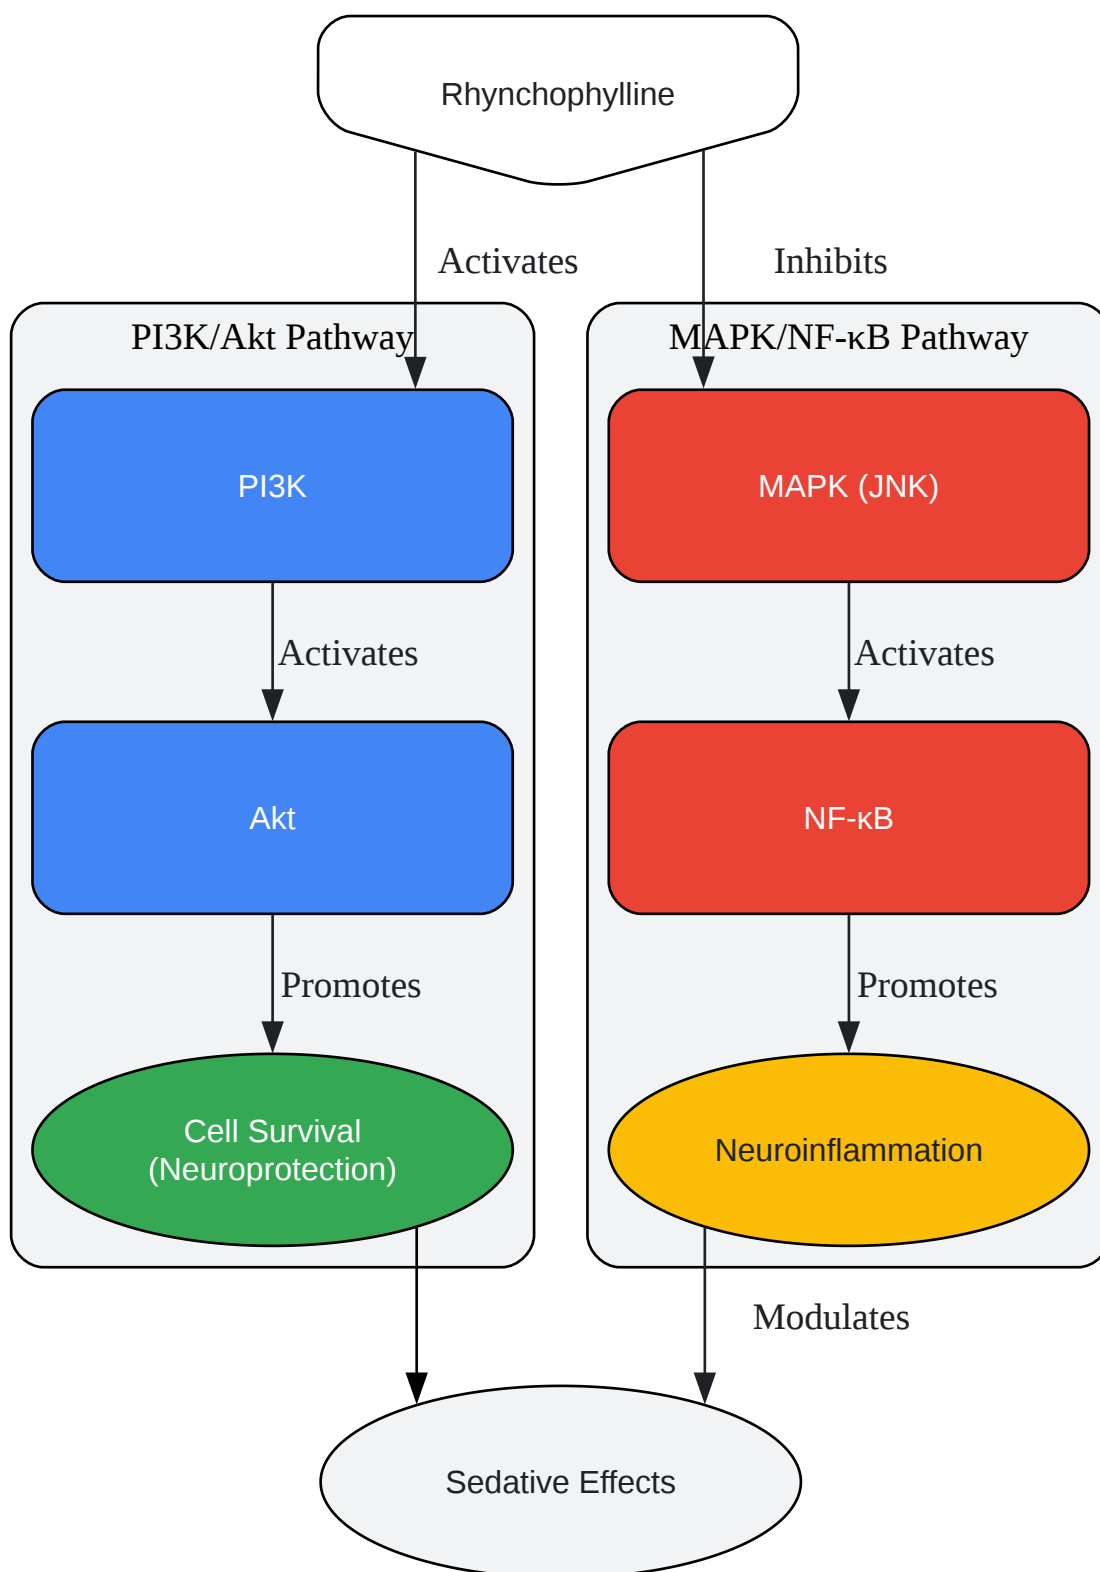 Rhynchophylline
Activates
Inhibits
PI3K/Akt Pathway
MAPK/NF-κB Pathway
PI3K
MAPK (JNK)
Activates
Activates
Akt
NF-κB
Promotes
Promotes
Cell Survival
(Neuroprotection)
Neuroinflammation
Modulates
Sedative Effects